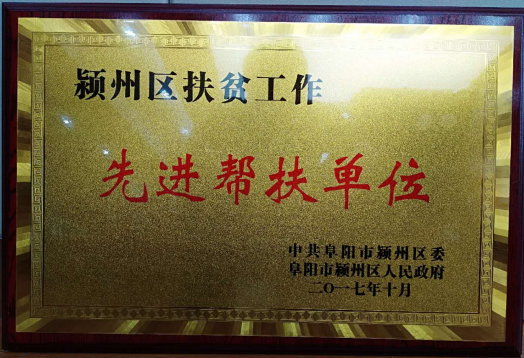 颍州区扶贫工作
先进帮扶单位
中共阜阳市颍州区委
阜阳市颍州区人民政府
二〇一七年十月